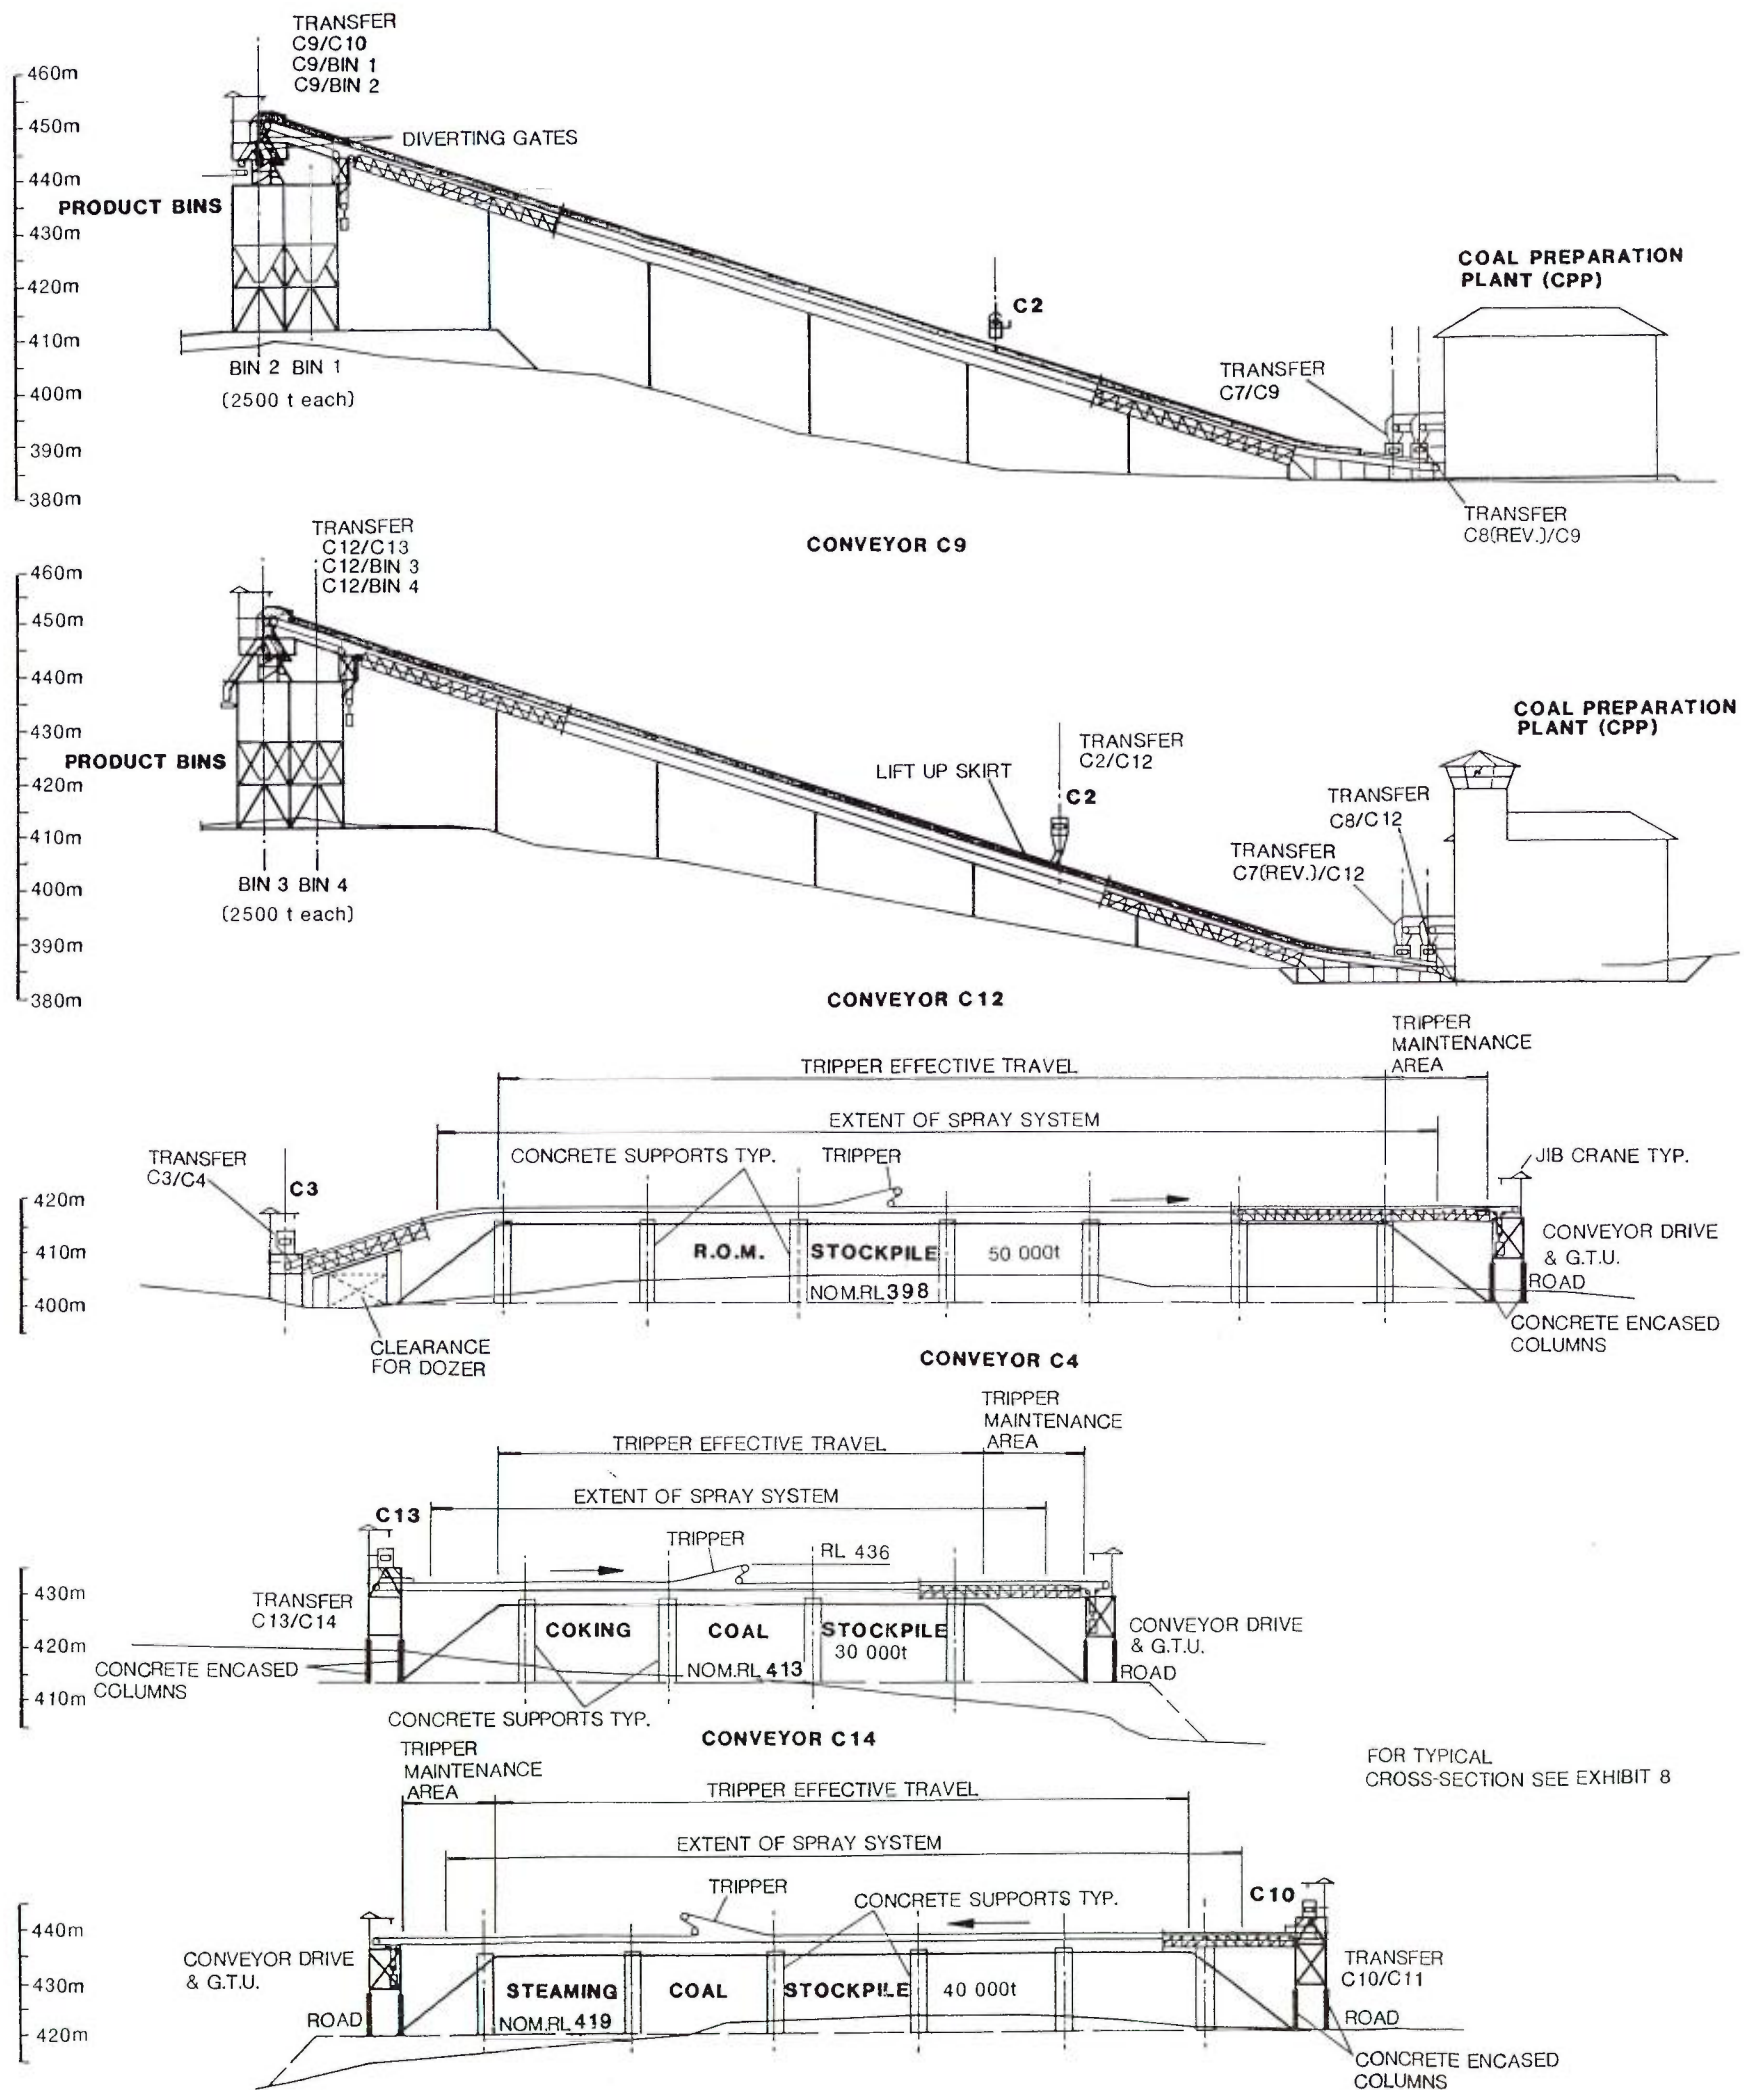 TRANSFER
C9/C10
C9/BIN 1
C9/BIN 2
460m
450m
440m
430m
420m
410m
400m
390m
380m
DIVERTING GATES
PRODUCT BINS
BIN 2 BIN 1
(2500 t each)
C2
COAL PREPARATION
PLANT (CPP)
TRANSFER
C7/C9
TRANSFER
C8(REV.)/C9
CONVEYOR C9
TRANSFER
C12/C13
C12/BIN 3
C12/BIN 4
460m
450m
440m
430m
420m
410m
400m
390m
380m
PRODUCT BINS
BIN 3 BIN 4
(2500 t each)
LIFT UP SKIRT
TRANSFER
C2/C12
C2
COAL PREPARATION
PLANT (CPP)
TRANSFER
C8/C12
TRANSFER
C7(REV.)/C12
CONVEYOR C12
TRIPPER
MAINTENANCE
AREA
TRIPPER EFFECTIVE TRAVEL
EXTENT OF SPRAY SYSTEM
CONCRETE SUPPORTS TYP.
TRIPPER
JIB CRANE TYP.
TRANSFER
C3/C4
C3
420m
410m
400m
R.O.M. STOCKPILE 50 000t
NOM.RL 398
CONVEYOR DRIVE
& G.T.U.
ROAD
CONCRETE ENCASED
COLUMNS
CLEARANCE
FOR DOZER
CONVEYOR C4
TRIPPER
MAINTENANCE
AREA
TRIPPER EFFECTIVE TRAVEL
EXTENT OF SPRAY SYSTEM
C13
TRIPPER
RL 436
430m
420m
410m
TRANSFER
C13/C14
COKING COAL STOCKPILE
30 000t
NOM.RL 413
CONVEYOR DRIVE
& G.T.U.
ROAD
CONCRETE ENCASED
COLUMNS
CONCRETE SUPPORTS TYP.
CONVEYOR C14
TRIPPER
MAINTENANCE
AREA
FOR TYPICAL
CROSS-SECTION SEE EXHIBIT 8
TRIPPER EFFECTIVE TRAVEL
EXTENT OF SPRAY SYSTEM
TRIPPER
CONCRETE SUPPORTS TYP.
C10
440m
430m
420m
CONVEYOR DRIVE
& G.T.U.
TRANSFER
C10/C11
STEAMING COAL STOCKPILE 40 000t
NOM.RL 419
ROAD
ROAD
CONCRETE ENCASED
COLUMNS